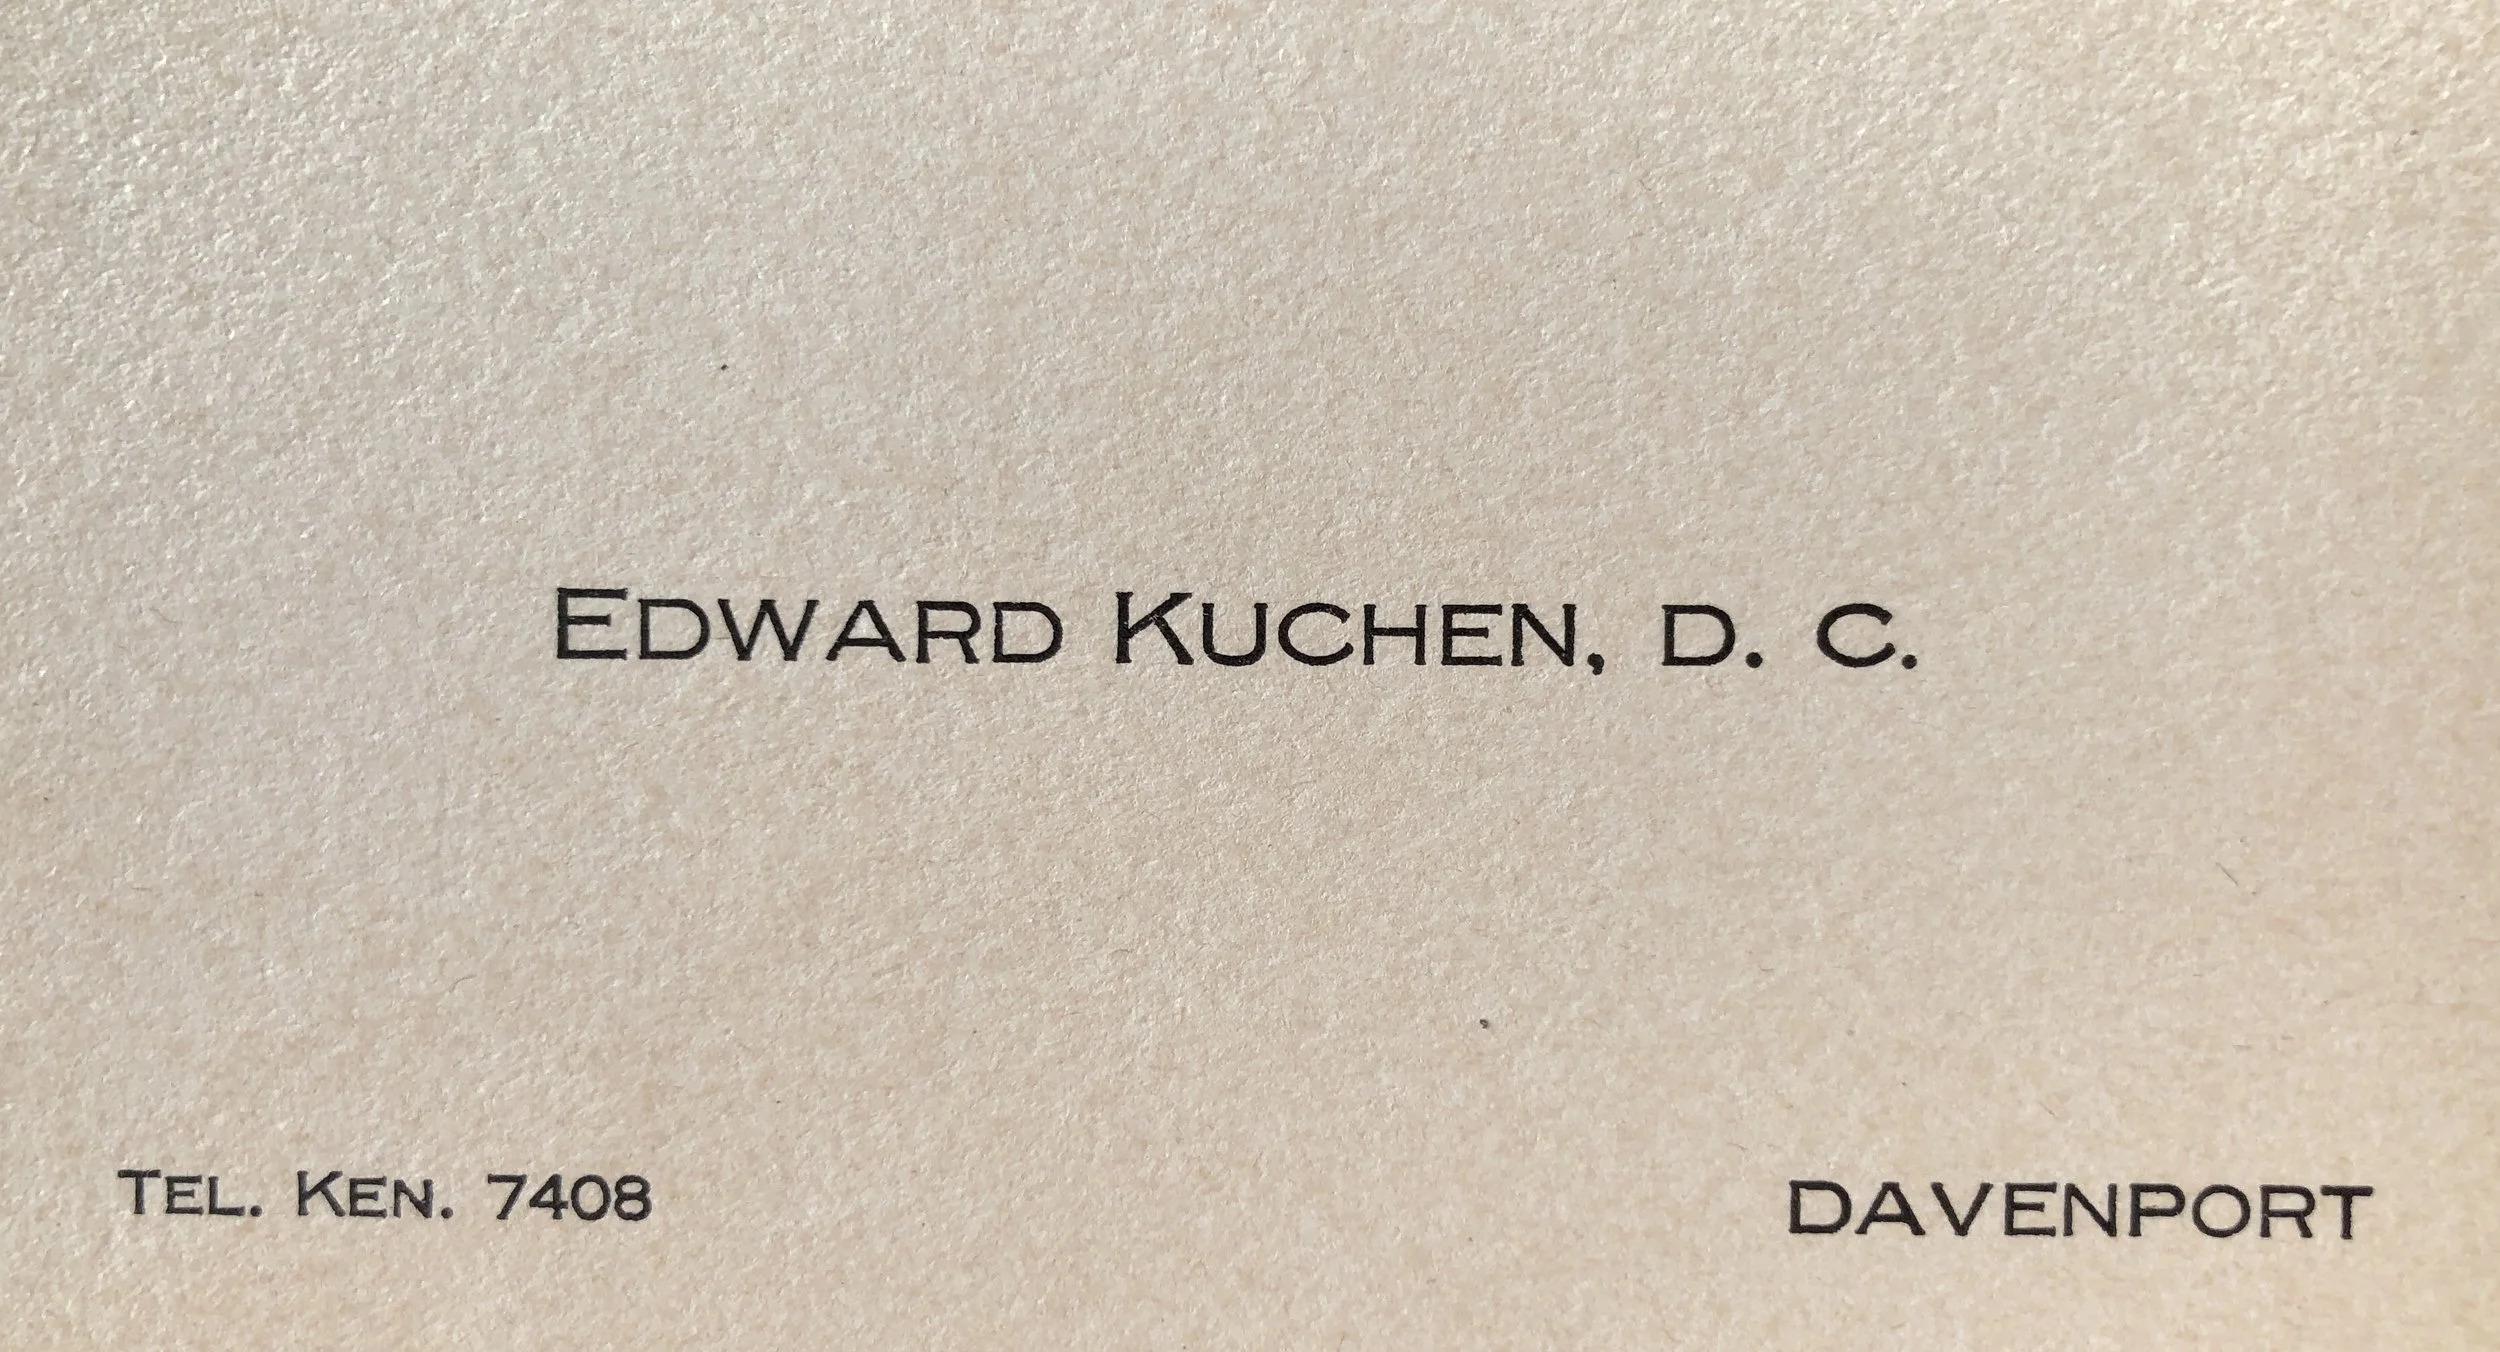 EDWARD KUCHEN, D. C.
TEL. KEN. 7408
DAVENPORT